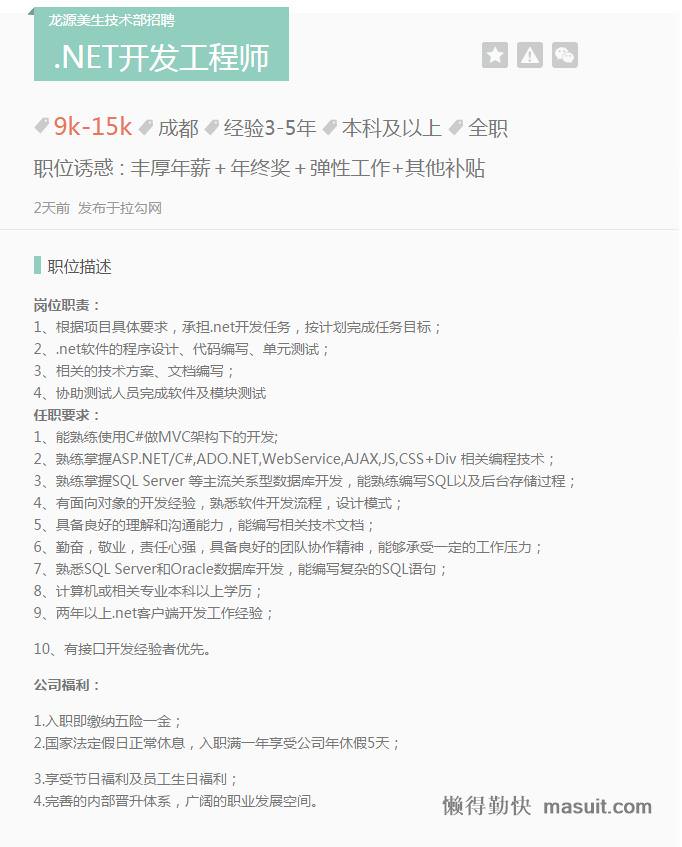 龙源美生技术部招聘
.NET开发工程师
9k-15k 成都 经验3-5年 本科及以上 全职
职位诱惑：丰厚年薪＋年终奖＋弹性工作+其他补贴
2天前 发布于拉勾网
职位描述
岗位职责：
1、根据项目具体要求，承担.net开发任务，按计划完成任务目标；
2、.net软件的程序设计、代码编写、单元测试；
3、相关的技术方案、文档编写；
4、协助测试人员完成软件及模块测试
任职要求：
1、能熟练使用C#做MVC架构下的开发;
2、熟练掌握ASP.NET/C#,ADO.NET,WebService,AJAX,JS,CSS+Div 相关编程技术；
3、熟练掌握SQL Server 等主流关系型数据库开发，能熟练编写SQL以及后台存储过程；
4、有面向对象的开发经验，熟悉软件开发流程，设计模式；
5、具备良好的理解和沟通能力，能编写相关技术文档；
6、勤奋，敬业，责任心强，具备良好的团队协作精神，能够承受一定的工作压力；
7、熟悉SQL Server和Oracle数据库开发，能编写复杂的SQL语句；
8、计算机或相关专业本科以上学历；
9、两年以上.net客户端开发工作经验；
10、有接口开发经验者优先。
公司福利：
1.入职即缴纳五险一金；
2.国家法定假日正常休息，入职满一年享受公司年休假5天；
3.享受节日福利及员工生日福利；
4.完善的内部晋升体系，广阔的职业发展空间。
懒得勤快 masuit.com